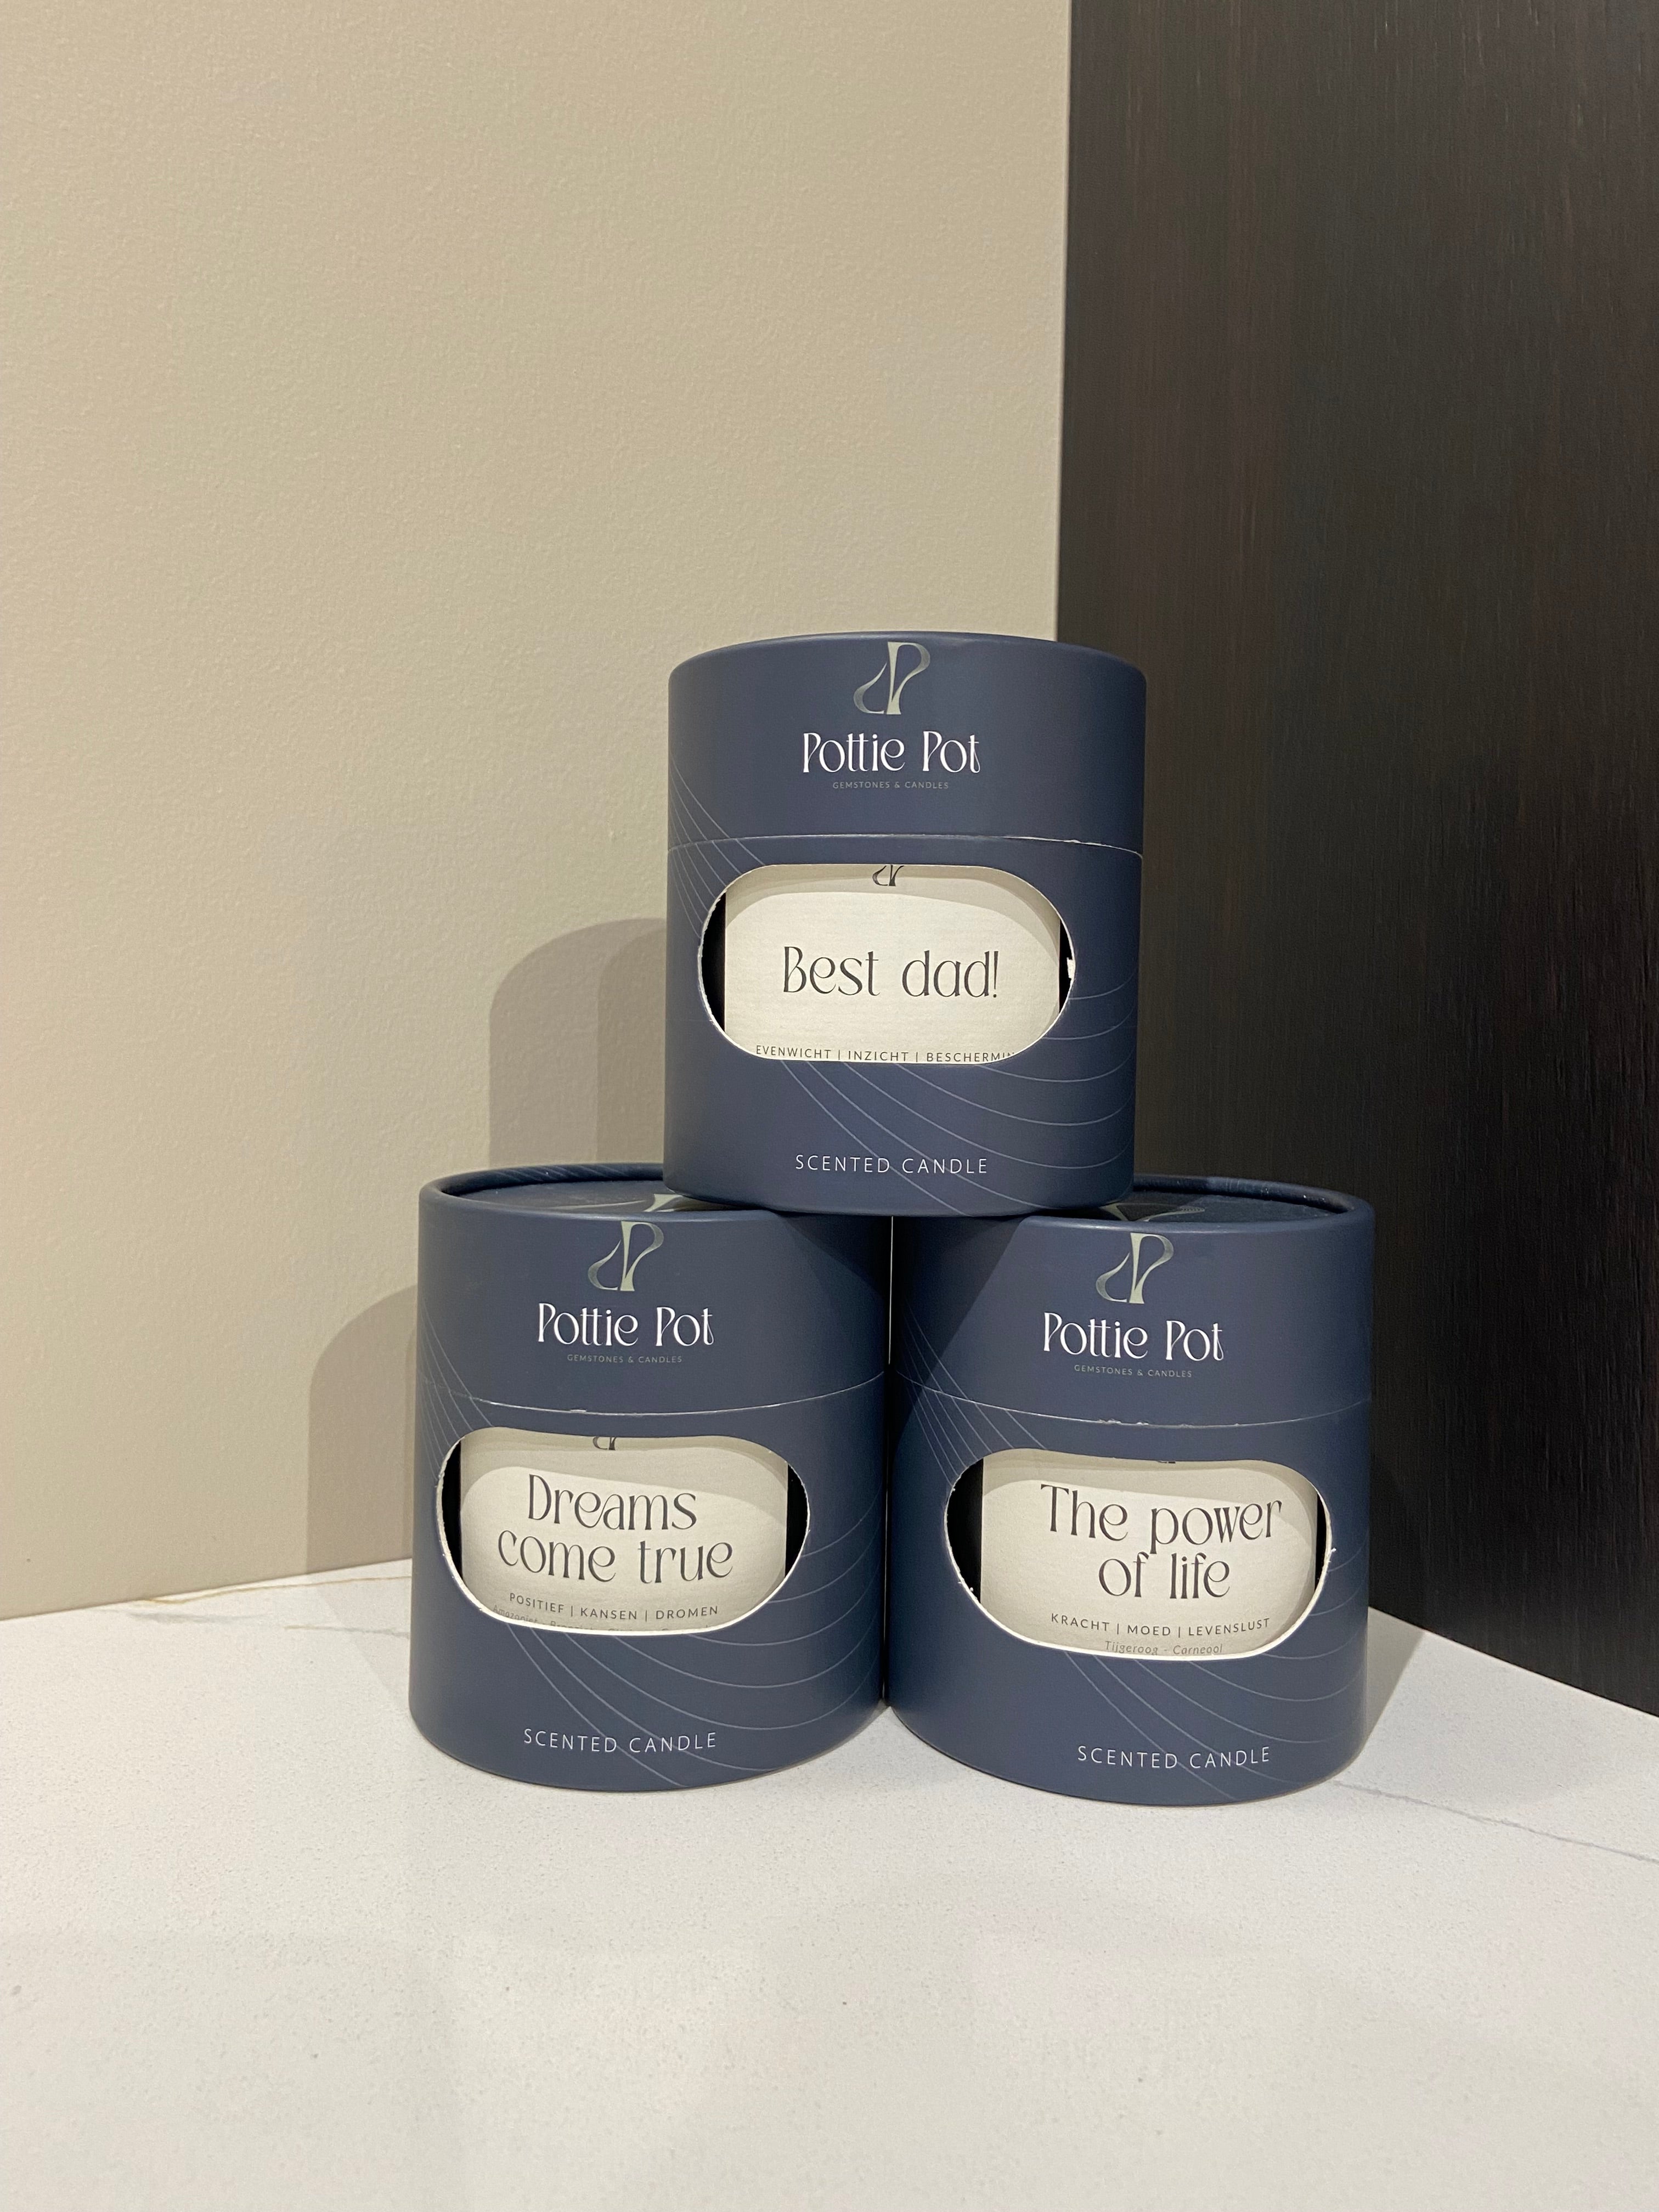 Pottie Pot
GEMSTONES & CANDLES
Best dad!
EVENWICHT | INZICHT |
SCENTED CANDLE
Pottie Pot
GEMSTONES & CANDLES
Dreams
come true
POSITIEF | KANSEN | DROMEN
SCENTED CANDLE
Pottie Pot
GEMSTONES & CANDLES
The power
of life
KRACHT | MOED | LEVENSLUST
Tijgeroog - Carneool
SCENTED CANDLE